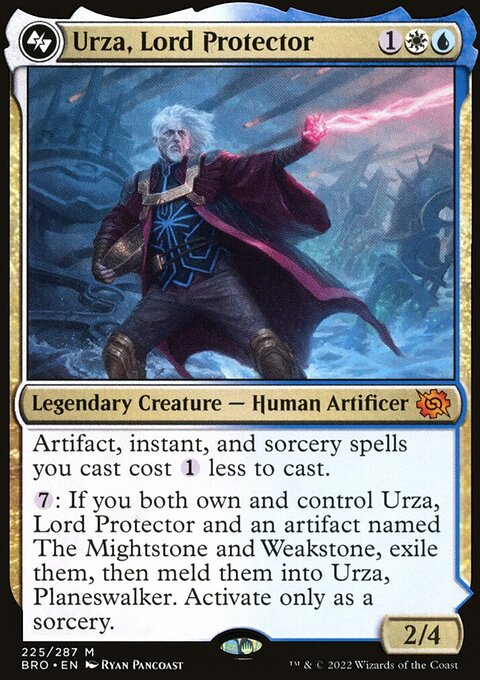 Urza, Lord Protector 1
Legendary Creature — Human Artificer
Artifact, instant, and sorcery spells
you cast cost 1 less to cast.
7: If you both own and control Urza,
Lord Protector and an artifact named
The Mightstone and Weakstone, exile
them, then meld them into Urza,
Planeswalker. Activate only as a
sorcery.
2/4
225/287 M
BRO • EN Ryan Pancoast
™ & © 2022 Wizards of the Coast